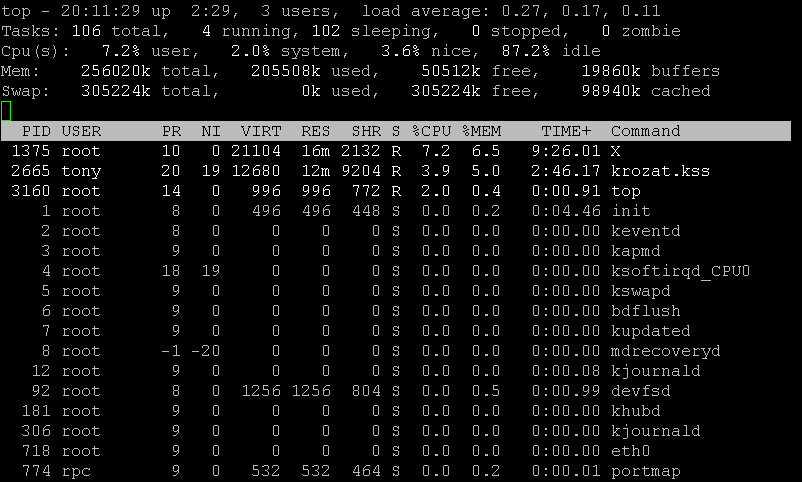 top - 20:11:29 up  2:29,  3 users,  load average: 0.27, 0.17, 0.11
Tasks: 106 total,   4 running, 102 sleeping,   0 stopped,   0 zombie
Cpu(s):   7.2% user,   2.0% system,   3.6% nice,  87.2% idle
Mem:    256020k total,   205508k used,    50512k free,    19860k buffers
Swap:   305224k total,        0k used,   305224k free,    98940k cached
  PID USER      PR  NI  VIRT  RES  SHR S %CPU %MEM    TIME+  Command
 1375 root      10   0 21104  16m 2132 R  7.2  6.5   9:26.01 X
 2665 tony      20  19 12680  12m 9204 R  3.9  5.0   2:46.17 krozat.kss
 3160 root      14   0   996  996  772 R  2.0  0.4   0:00.91 top
    1 root       8   0   496  496  448 S  0.0  0.2   0:04.46 init
    2 root       8   0     0    0    0 S  0.0  0.0   0:00.00 keventd
    3 root       9   0     0    0    0 S  0.0  0.0   0:00.00 kapmd
    4 root      18  19     0    0    0 S  0.0  0.0   0:00.00 ksoftirqd_CPU0
    5 root       9   0     0    0    0 S  0.0  0.0   0:00.00 kswapd
    6 root       9   0     0    0    0 S  0.0  0.0   0:00.00 bdflush
    7 root       9   0     0    0    0 S  0.0  0.0   0:00.00 kupdated
    8 root      -1 -20     0    0    0 S  0.0  0.0   0:00.00 mdrecoveryd
   12 root       9   0     0    0    0 S  0.0  0.0   0:00.08 kjournald
   92 root       8   0  1256 1256  804 S  0.0  0.5   0:00.99 devfsd
  181 root       9   0     0    0    0 S  0.0  0.0   0:00.00 khubd
  306 root       9   0     0    0    0 S  0.0  0.0   0:00.00 kjournald
  718 root       9   0     0    0    0 S  0.0  0.0   0:00.00 eth0
  774 rpc        9   0   532  532  464 S  0.0  0.2   0:00.01 portmap